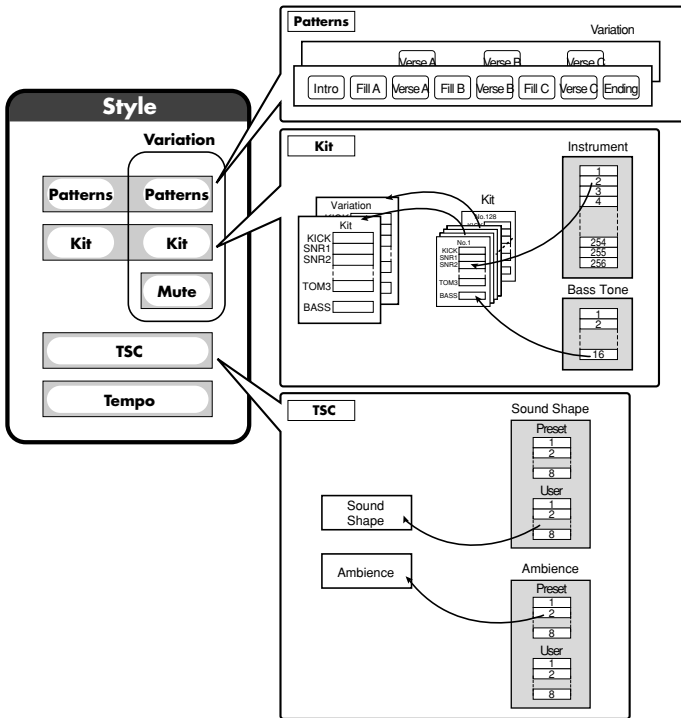 Patterns
Variation
Verse A Verse B Verse C
Intro Fill A Verse A Fill B Verse B Fill C Verse C Ending
Style
Variation
Patterns Patterns
Kit Kit
Mute
TSC
Tempo
Kit
Instrument
1
2
3
4
254
255
256
Variation
Kit
KICK
SNR1
SNR2
TOM3
BASS
Kit
No.128
No.1
KICK
SNR1
SNR2
TOM3
BASS
Bass Tone
1
2
16
TSC
Sound Shape
Preset
1
2
8
User
1
2
8
Sound
Shape
Ambience
Ambience
Preset
1
2
8
User
1
2
8